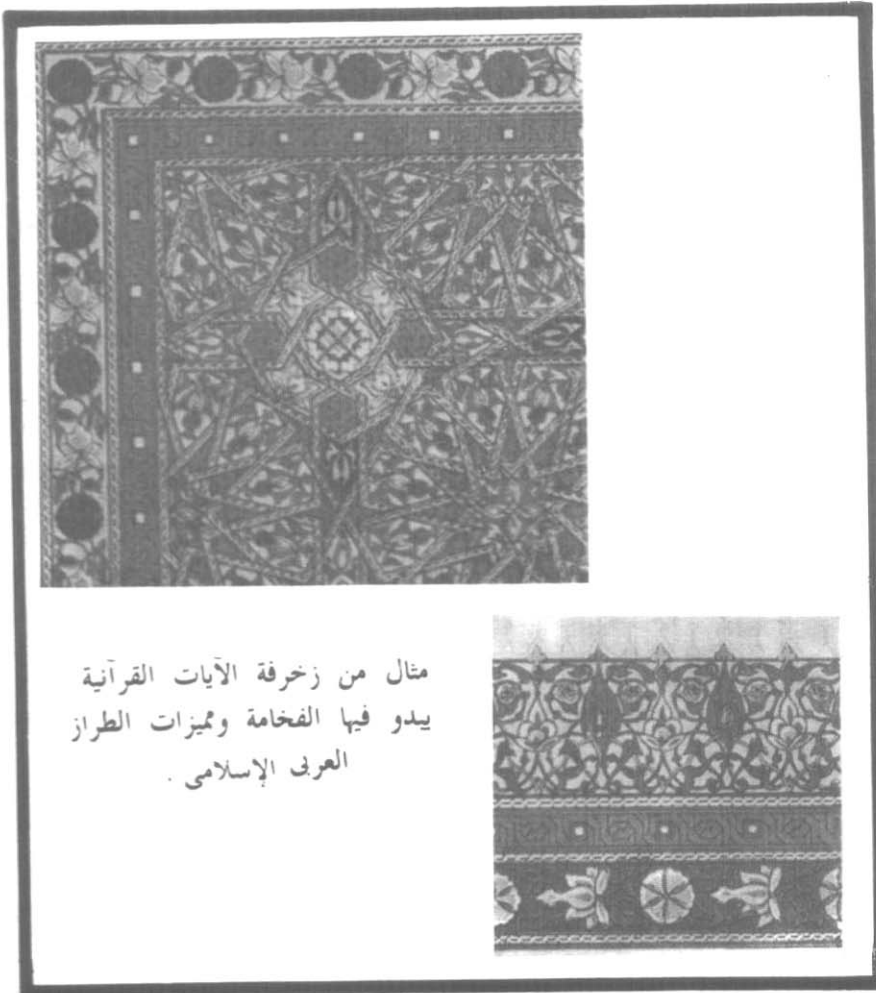 مثال من زخرفة الآيات القرآنية
يبدو فيها الفخامة ومميزات الطراز
العربى الإسلامى .